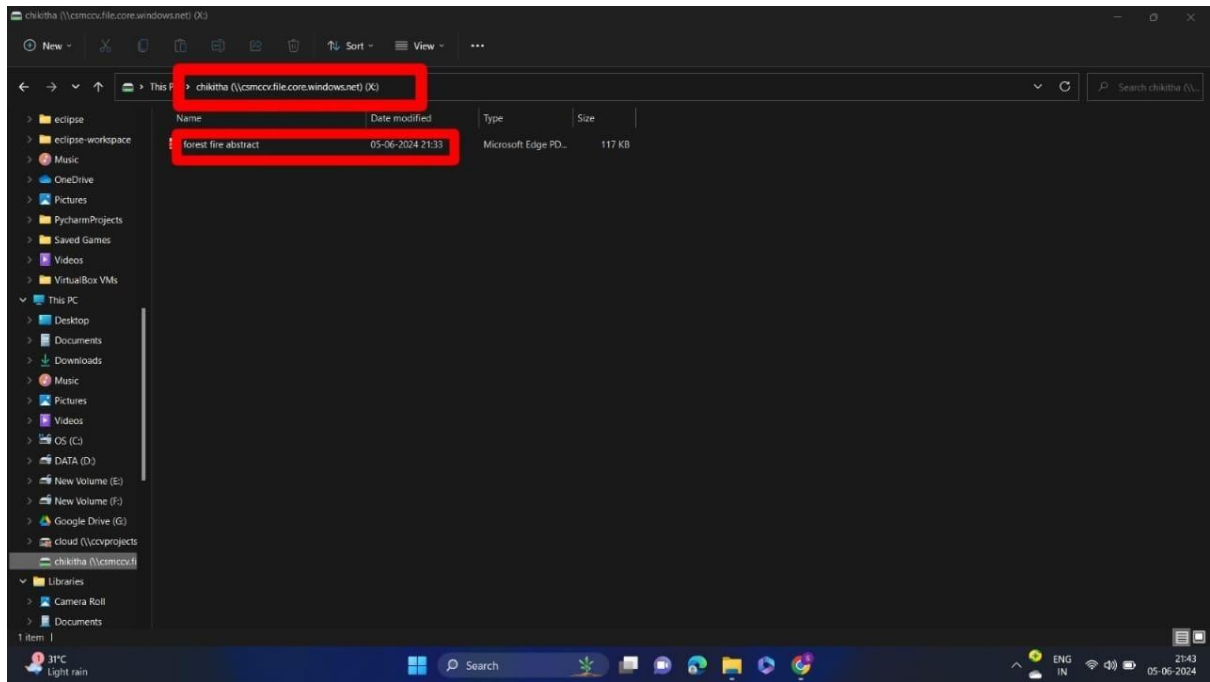 chikitha (\\csmccv.file.core.windows.net) (X:)
New Sort View
This P chikitha (\\csmccv.file.core.windows.net) (X:) Search chikitha (\\...
Name Date modified Type Size
forest fire abstract 05-06-2024 21:33 Microsoft Edge PD... 117 KB
eclipse
eclipse-workspace
Music
OneDrive
Pictures
PycharmProjects
Saved Games
Videos
VirtualBox VMs
This PC
Desktop
Documents
Downloads
Music
Pictures
Videos
OS (C:)
DATA (D:)
New Volume (E:)
New Volume (F:)
Google Drive (G:)
cloud (\\ccvprojects
chikitha (\\csmccv.fi
Libraries
Camera Roll
Documents
1 item
31°C Search ENG 21:43
Light rain IN 05-06-2024